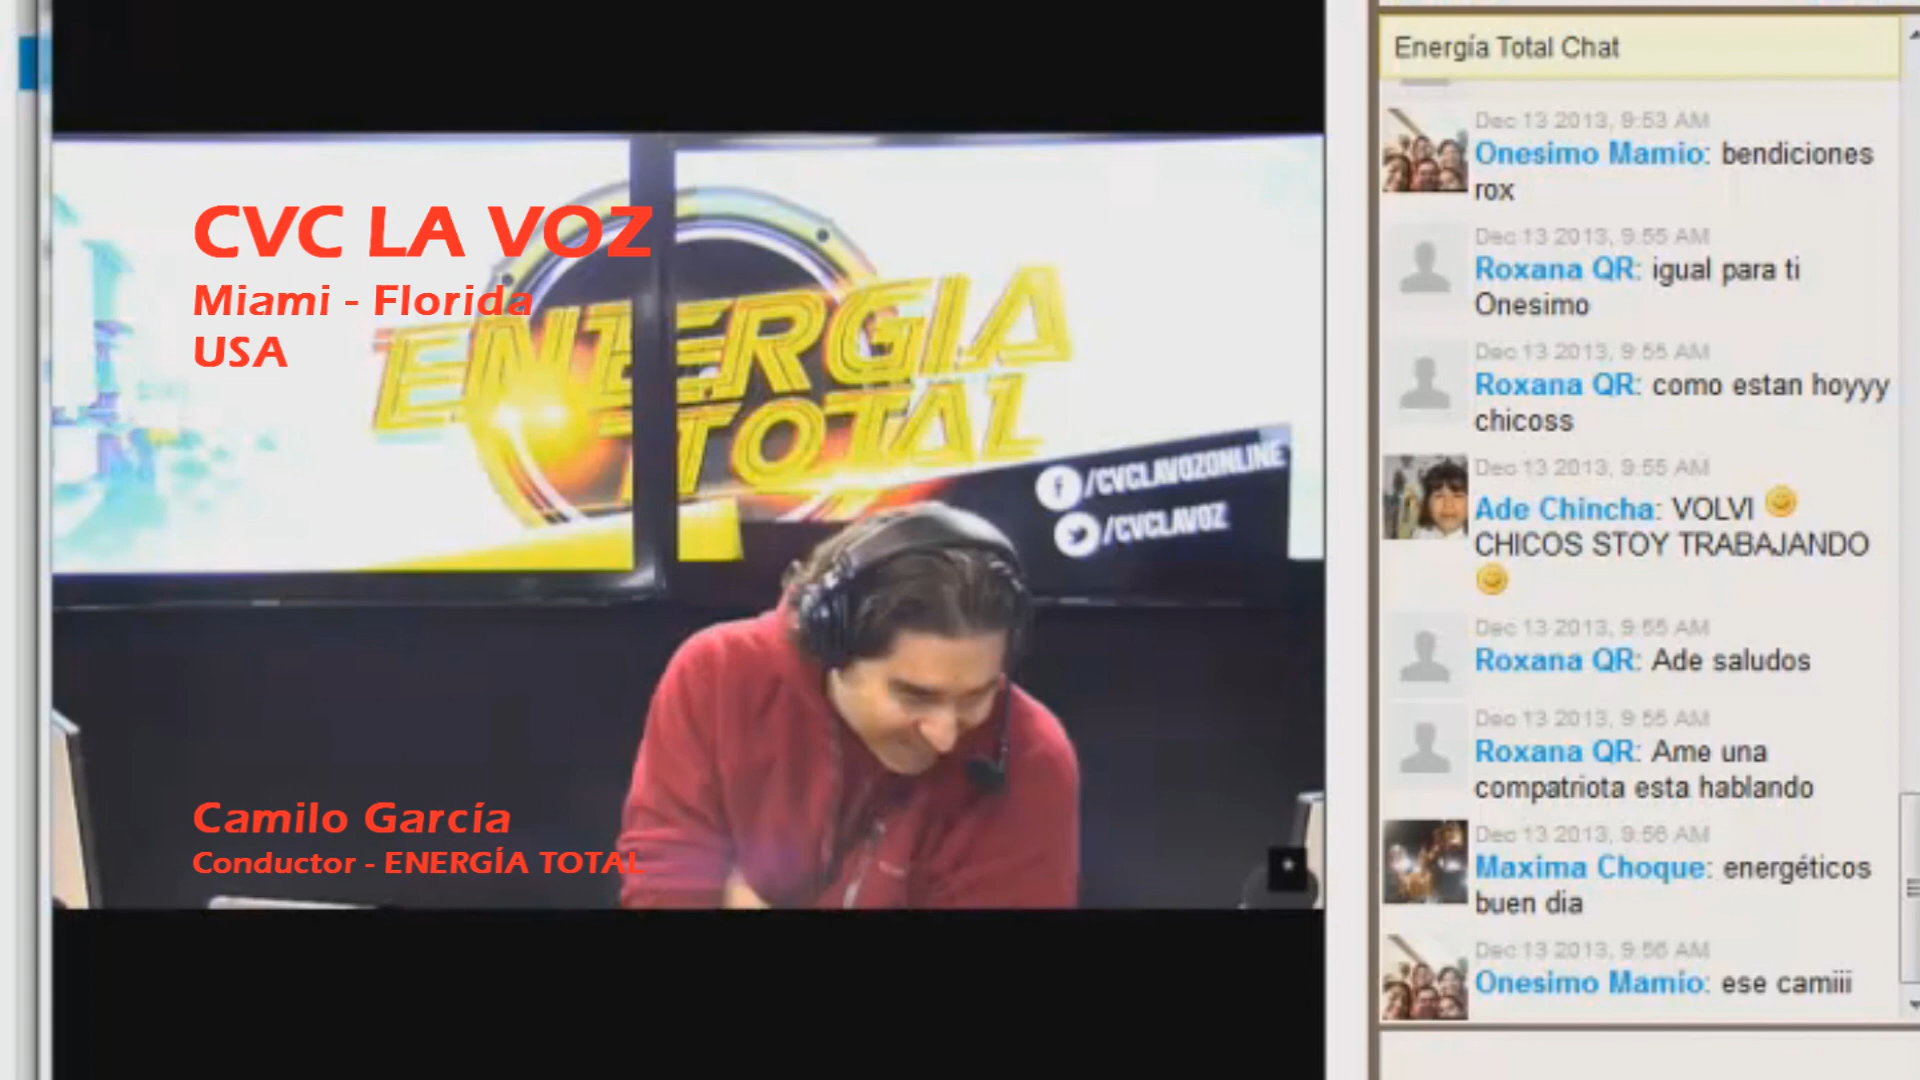 CVC LA VOZ
Miami - Florida
USA
ENERGIA
TOTAL
/CVCLAVOZONLINE
/CVCLAVOZ
Camilo García
Conductor - ENERGÍA TOTAL
Energía Total Chat
Dec 13 2013, 9:53 AM
Onesimo Mamio: bendiciones
rox
Dec 13 2013, 9:55 AM
Roxana QR: igual para ti
Onesimo
Dec 13 2013, 9:55 AM
Roxana QR: como estan hoyyy
chicoss
Dec 13 2013, 9:55 AM
Ade Chincha: VOLVI
CHICOS STOY TRABAJANDO
Dec 13 2013, 9:55 AM
Roxana QR: Ade saludos
Dec 13 2013, 9:55 AM
Roxana QR: Ame una
compatriota esta hablando
Dec 13 2013, 9:56 AM
Maxima Choque: energéticos
buen dia
Dec 13 2013, 9:56 AM
Onesimo Mamio: ese camiii